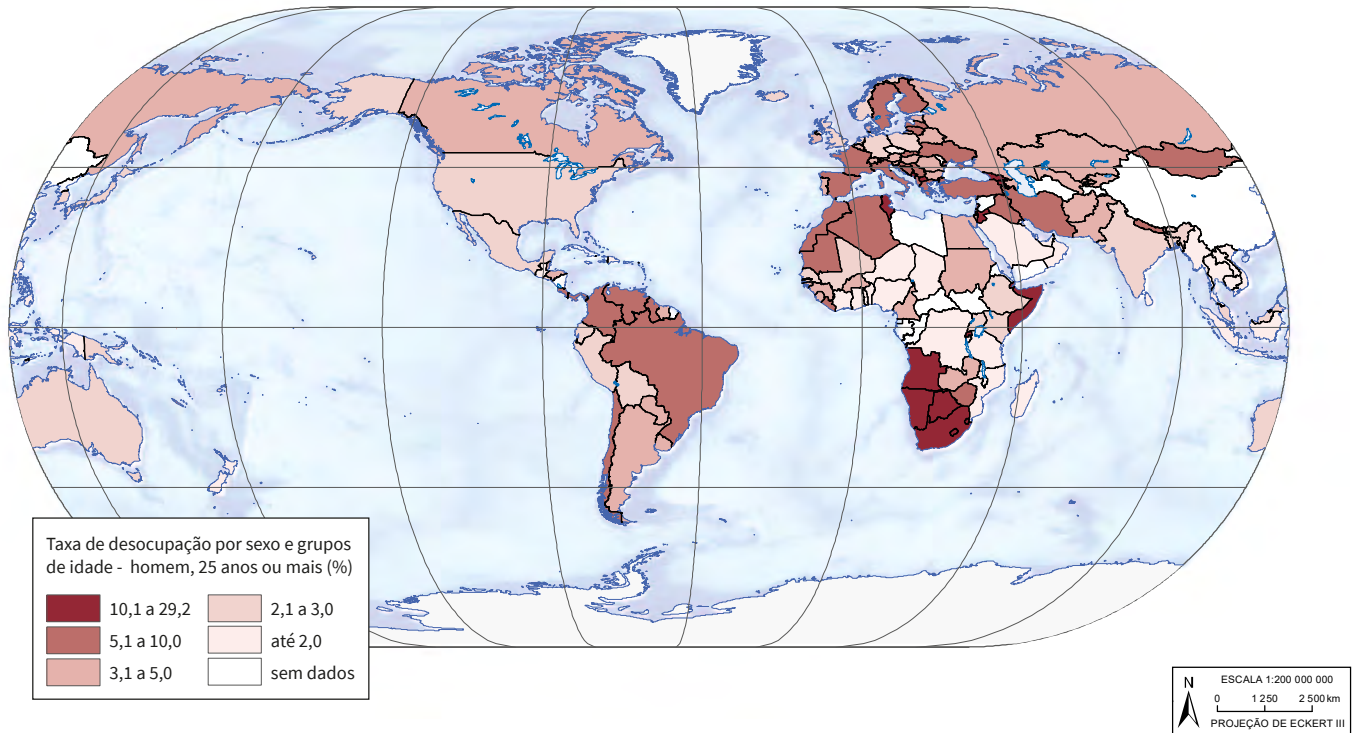 Taxa de desocupação por sexo e grupos
de idade - homem, 25 anos ou mais (%)
10,1 a 29,2
5,1 a 10,0
3,1 a 5,0
2,1 a 3,0
até 2,0
sem dados
N
ESCALA 1:200 000 000
0 1 250 2 500 km
PROJEÇÃO DE ECKERT III